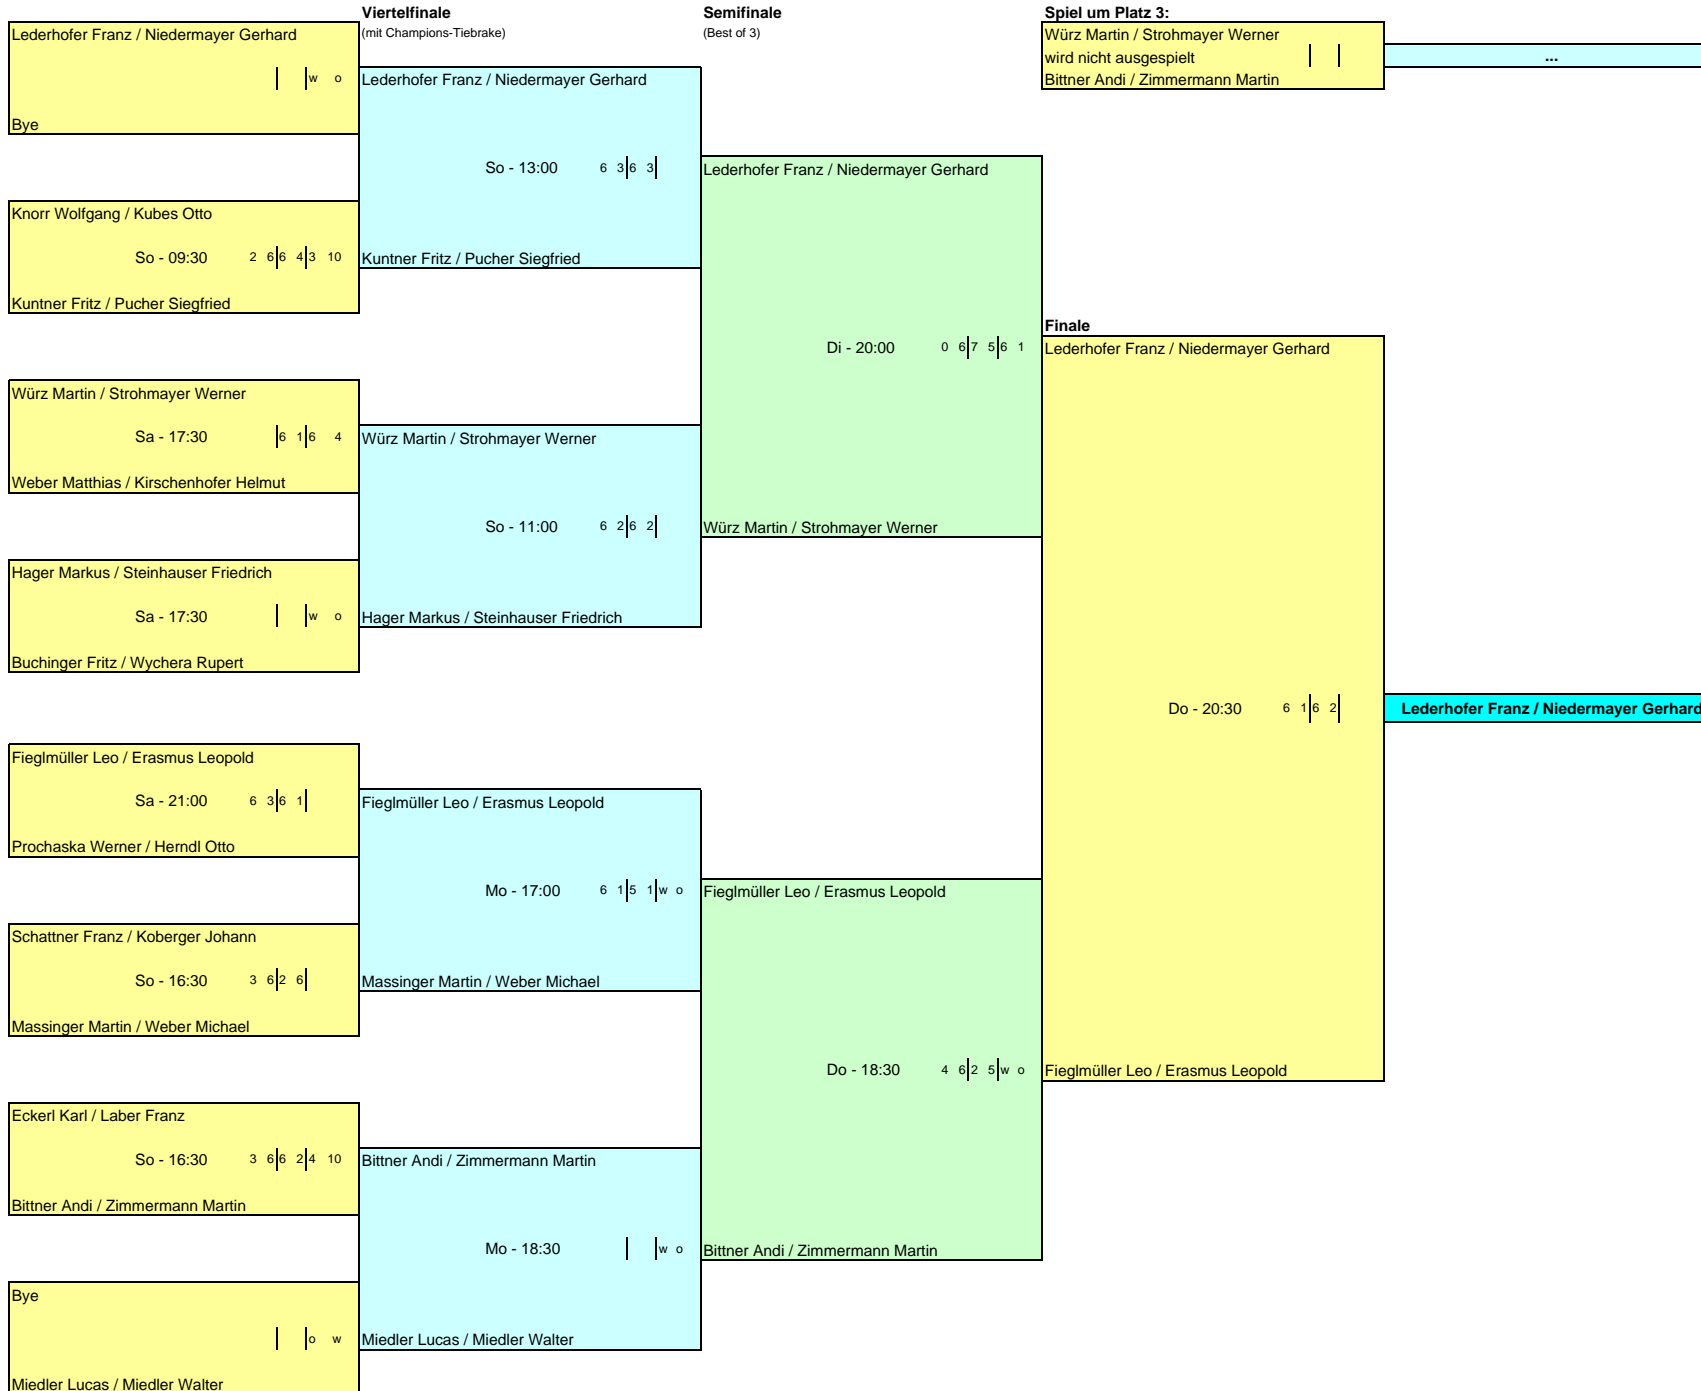 Viertelfinale
(mit Champions-Tiebrake)
Semifinale
(Best of 3)
Spiel um Platz 3:
Würz Martin / Strohmayer Werner
wird nicht ausgespielt
Bittner Andi / Zimmermann Martin
...
Lederhofer Franz / Niedermayer Gerhard
w o
Bye
Knorr Wolfgang / Kubes Otto
So - 09:30 2 6 6 4 3 10
Kuntner Fritz / Pucher Siegfried
Würz Martin / Strohmayer Werner
Sa - 17:30 6 1 6 4
Weber Matthias / Kirschenhofer Helmut
Hager Markus / Steinhauser Friedrich
Sa - 17:30 w o
Buchinger Fritz / Wychera Rupert
Fieglmüller Leo / Erasmus Leopold
Sa - 21:00 6 3 6 1
Prochaska Werner / Herndl Otto
Schattner Franz / Koberger Johann
So - 16:30 3 6 2 6
Massinger Martin / Weber Michael
Eckerl Karl / Laber Franz
So - 16:30 3 6 6 2 4 10
Bittner Andi / Zimmermann Martin
Bye
o w
Miedler Lucas / Miedler Walter
Lederhofer Franz / Niedermayer Gerhard
So - 13:00 6 3 6 3
Kuntner Fritz / Pucher Siegfried
Würz Martin / Strohmayer Werner
So - 11:00 6 2 6 2
Hager Markus / Steinhauser Friedrich
Fieglmüller Leo / Erasmus Leopold
Mo - 17:00 6 1 5 1 w o
Massinger Martin / Weber Michael
Bittner Andi / Zimmermann Martin
Mo - 18:30 w o
Miedler Lucas / Miedler Walter
Lederhofer Franz / Niedermayer Gerhard
Di - 20:00 0 6 7 5 6 1
Würz Martin / Strohmayer Werner
Fieglmüller Leo / Erasmus Leopold
Do - 18:30 4 6 2 5 w o
Bittner Andi / Zimmermann Martin
Finale
Lederhofer Franz / Niedermayer Gerhard
Do - 20:30 6 1 6 2
Fieglmüller Leo / Erasmus Leopold
Lederhofer Franz / Niedermayer Gerhard